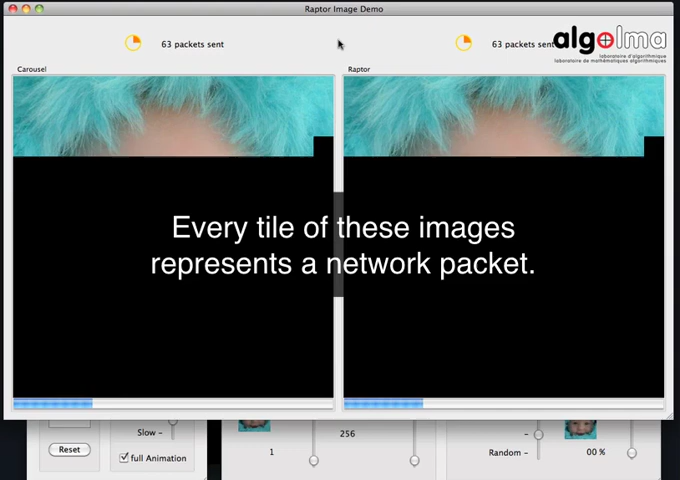 Raptor Image Demo
63 packets sent
63 packets sent
algolma
laboratoire d'algorithmique
laboratoire de mathématiques algorithmiques
Carousel
Raptor
Every tile of these images
represents a network packet.
Slow –
Reset
full Animation
1
256
–
Random –
00 %